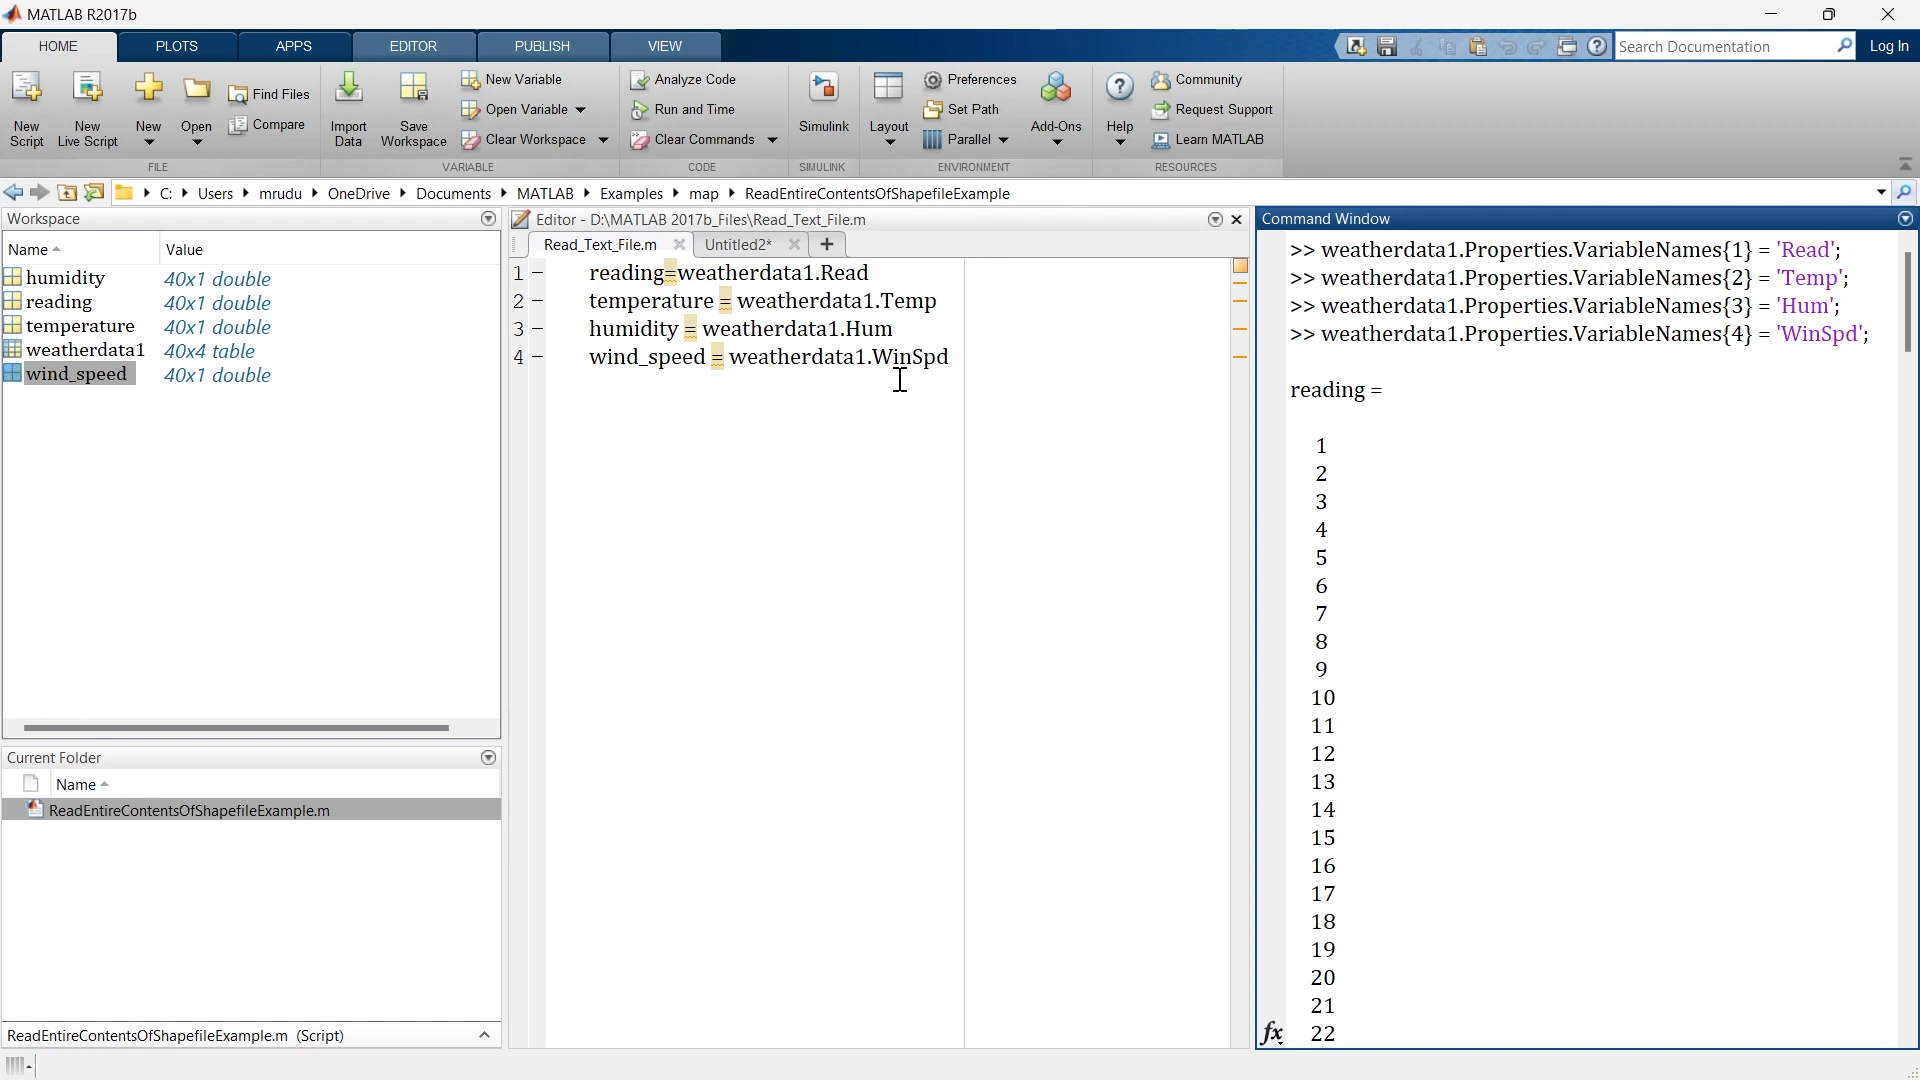 MATLAB R2017b
HOME PLOTS APPS EDITOR PUBLISH VIEW Search Documentation Log In
New Script
New Live Script
New
Open
Find Files
Compare
FILE
Import Data
Save Workspace
New Variable
Open Variable
Clear Workspace
VARIABLE
Analyze Code
Run and Time
Clear Commands
CODE
Simulink
SIMULINK
Layout
Preferences
Set Path
Parallel
Add-Ons
ENVIRONMENT
Help
Community
Request Support
Learn MATLAB
RESOURCES
C: Users mrudu OneDrive Documents MATLAB Examples map ReadEntireContentsOfShapefileExample
Workspace
Name Value
humidity 40x1 double
reading 40x1 double
temperature 40x1 double
weatherdata1 40x4 table
wind_speed 40x1 double
Current Folder
Name
ReadEntireContentsOfShapefileExample.m
ReadEntireContentsOfShapefileExample.m (Script)
Editor - D:\MATLAB 2017b_Files\Read_Text_File.m
Read_Text_File.m Untitled2* +
1 – reading=weatherdata1.Read
2 – temperature = weatherdata1.Temp
3 – humidity = weatherdata1.Hum
4 – wind_speed = weatherdata1.WinSpd
Command Window
>> weatherdata1.Properties.VariableNames{1} = 'Read';
>> weatherdata1.Properties.VariableNames{2} = 'Temp';
>> weatherdata1.Properties.VariableNames{3} = 'Hum';
>> weatherdata1.Properties.VariableNames{4} = 'WinSpd';
reading =
1
2
3
4
5
6
7
8
9
10
11
12
13
14
15
16
17
18
19
20
21
fx 22